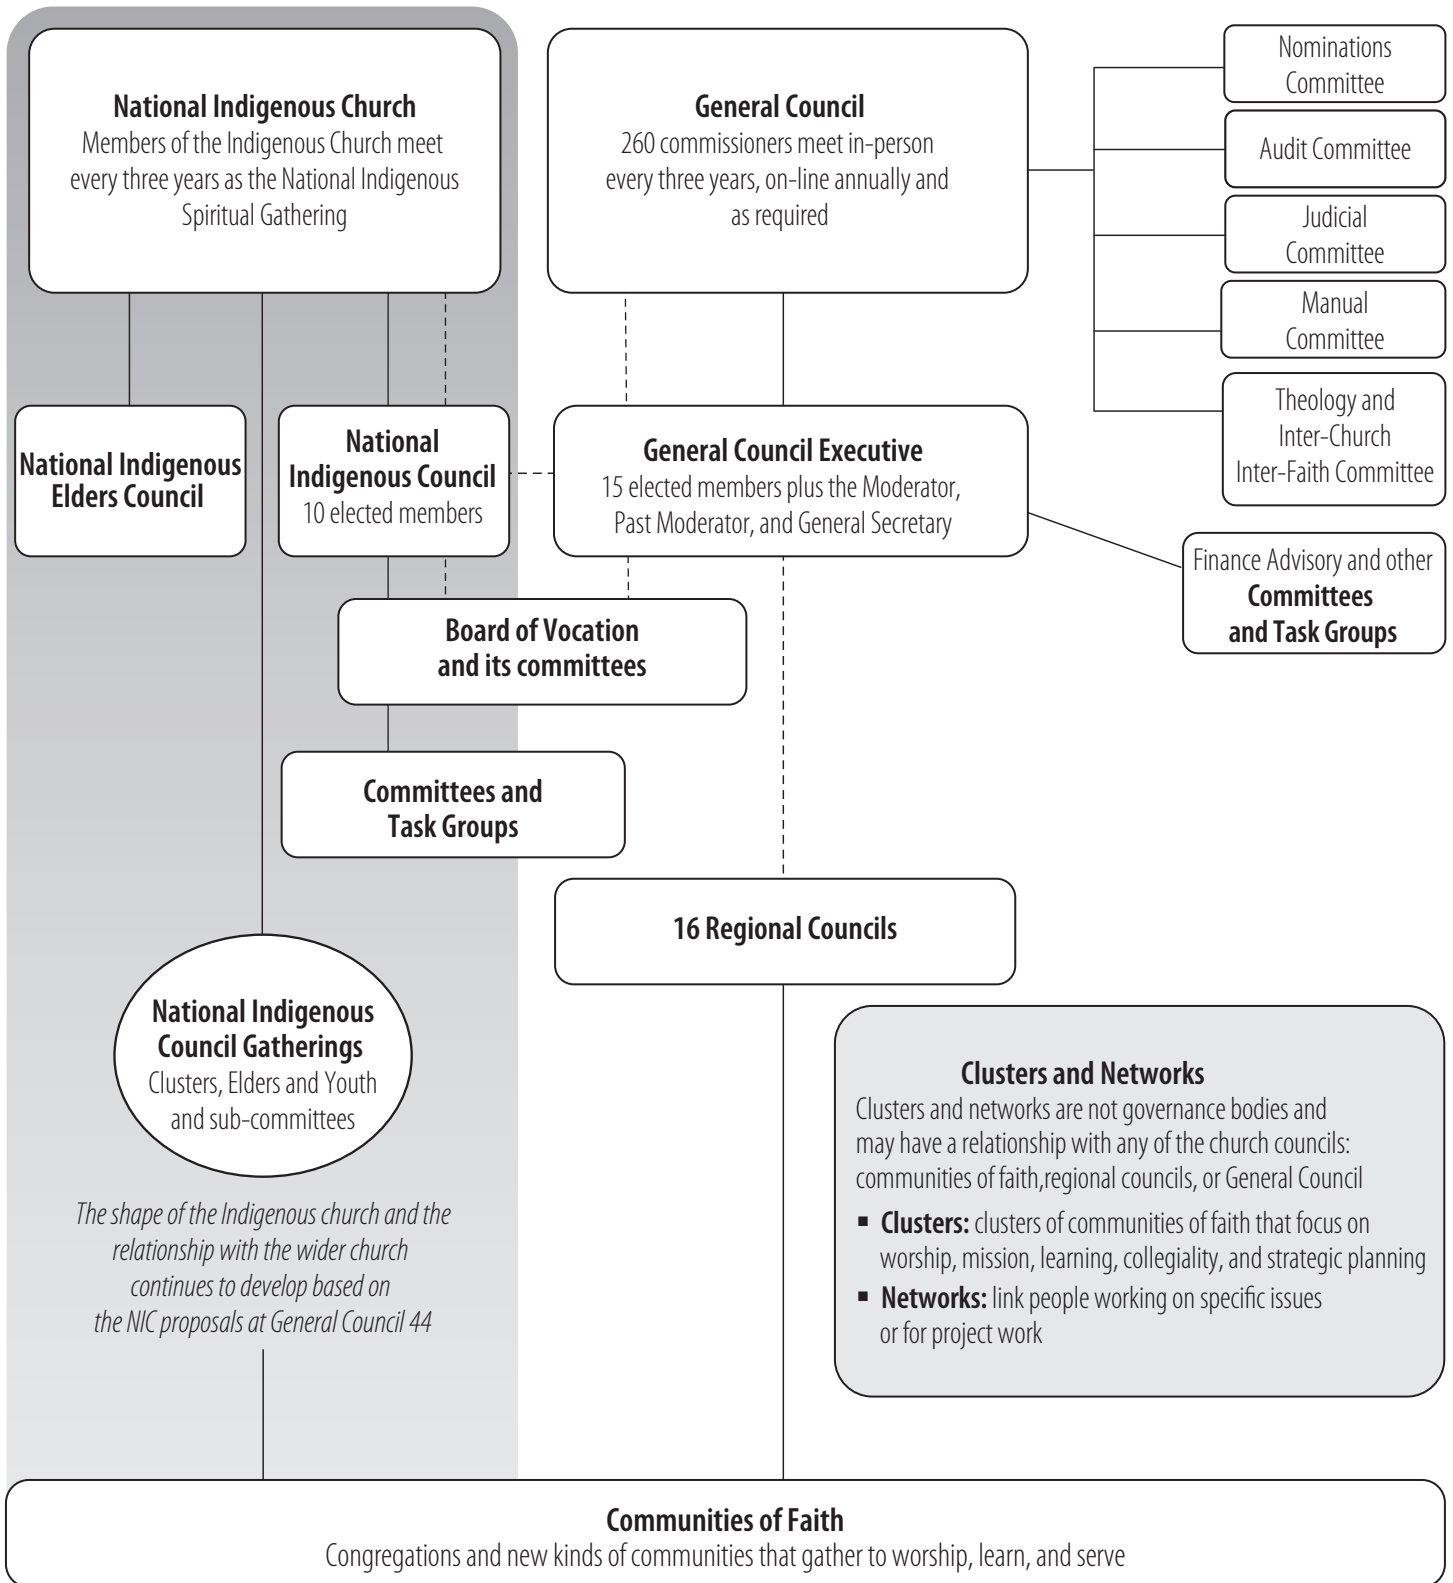 National Indigenous Church
Members of the Indigenous Church meet
every three years as the National Indigenous
Spiritual Gathering
General Council
260 commissioners meet in-person
every three years, on-line annually and
as required
Nominations
Committee
Audit Committee
Judicial
Committee
Manual
Committee
Theology and
Inter-Church
Inter-Faith Committee
National Indigenous
Elders Council
National
Indigenous Council
10 elected members
General Council Executive
15 elected members plus the Moderator,
Past Moderator, and General Secretary
Finance Advisory and other
Committees
and Task Groups
Board of Vocation
and its committees
Committees and
Task Groups
16 Regional Councils
National Indigenous
Council Gatherings
Clusters, Elders and Youth
and sub-committees
The shape of the Indigenous church and the
relationship with the wider church
continues to develop based on
the NIC proposals at General Council 44
Clusters and Networks
Clusters and networks are not governance bodies and
may have a relationship with any of the church councils:
communities of faith,regional councils, or General Council
▪ Clusters: clusters of communities of faith that focus on
worship, mission, learning, collegiality, and strategic planning
▪ Networks: link people working on specific issues
or for project work
Communities of Faith
Congregations and new kinds of communities that gather to worship, learn, and serve